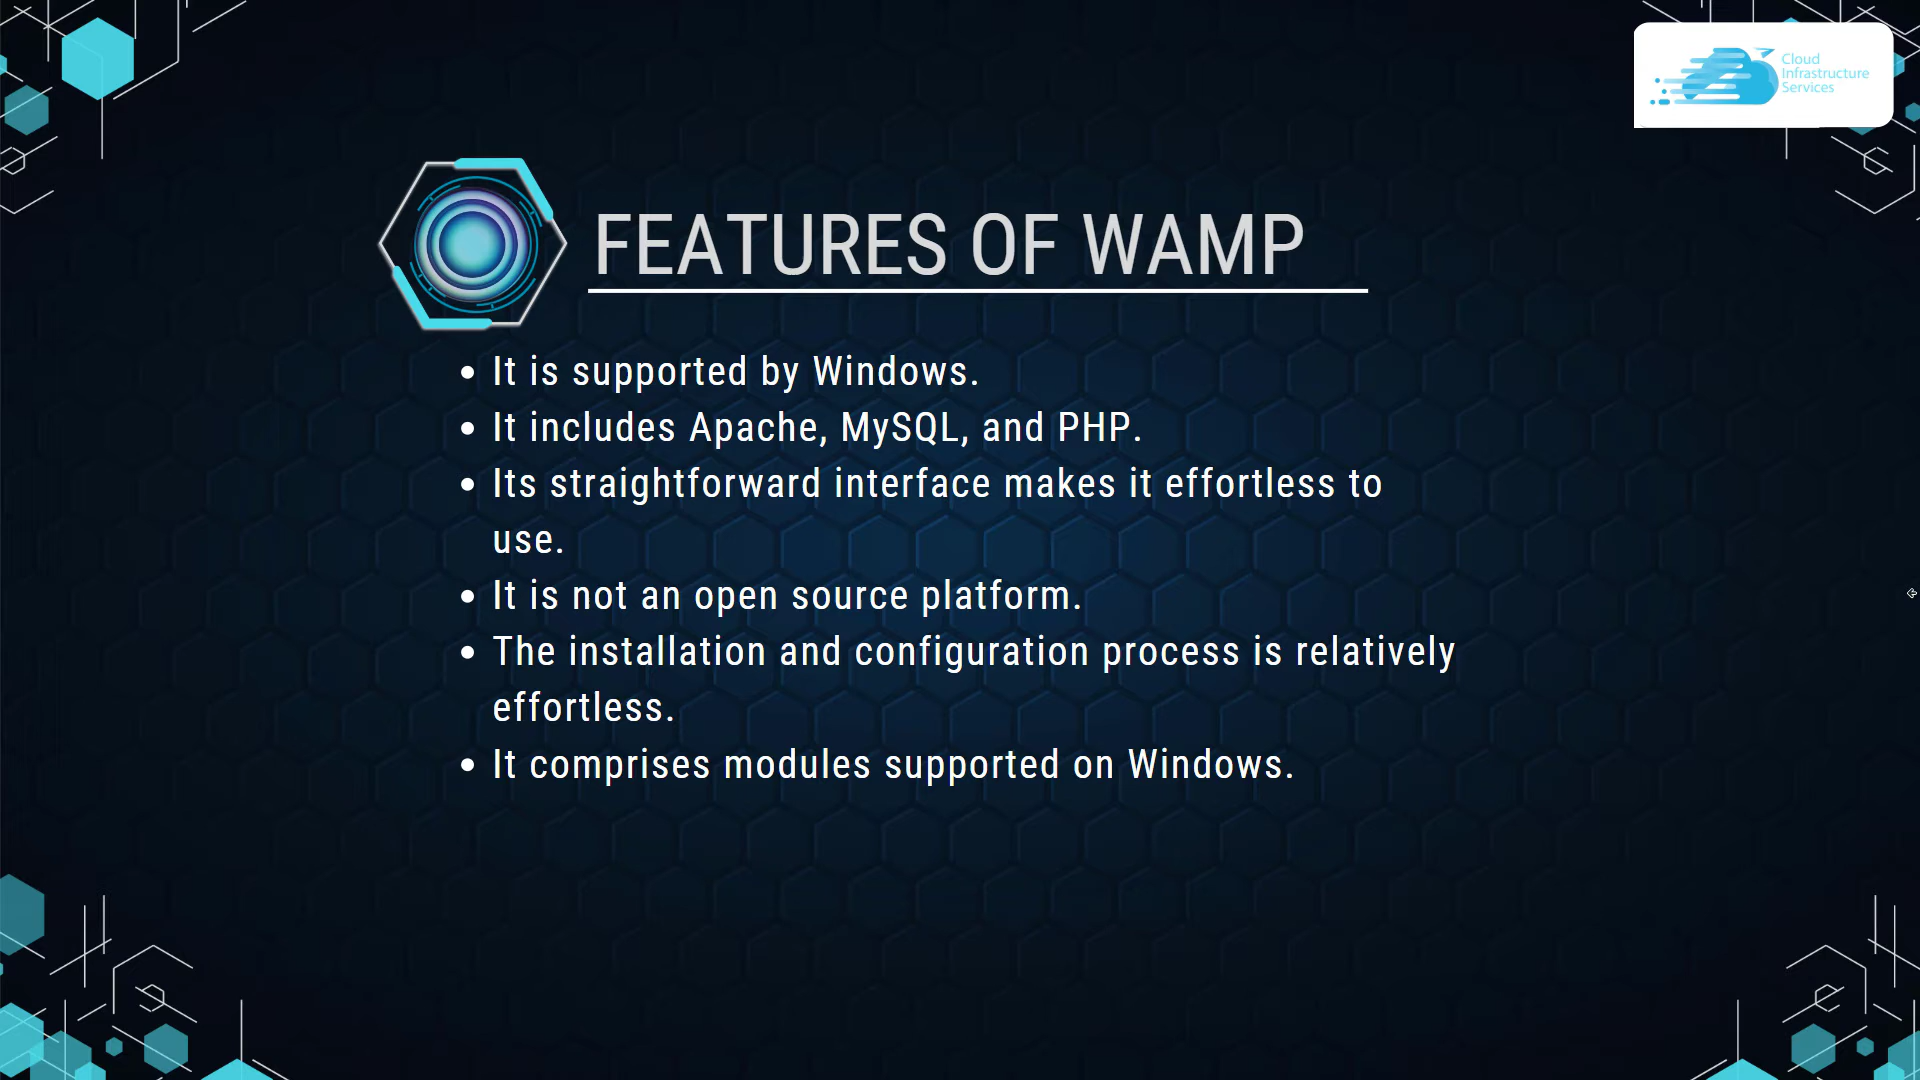 Cloud
Infrastructure
Services
FEATURES OF WAMP
• It is supported by Windows.
• It includes Apache, MySQL, and PHP.
• Its straightforward interface makes it effortless to
use.
• It is not an open source platform.
• The installation and configuration process is relatively
effortless.
• It comprises modules supported on Windows.